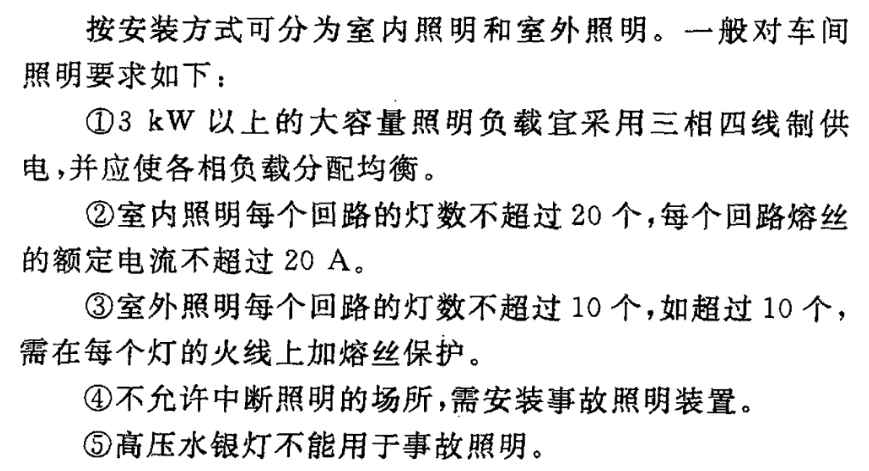 按安装方式可分为室内照明和室外照明。一般对车间
照明要求如下：
①3 kW 以上的大容量照明负载宜采用三相四线制供
电,并应使各相负载分配均衡。
②室内照明每个回路的灯数不超过 20 个,每个回路熔丝
的额定电流不超过 20 A。
③室外照明每个回路的灯数不超过 10 个,如超过 10 个,
需在每个灯的火线上加熔丝保护。
④不允许中断照明的场所,需安装事故照明装置。
⑤高压水银灯不能用于事故照明。